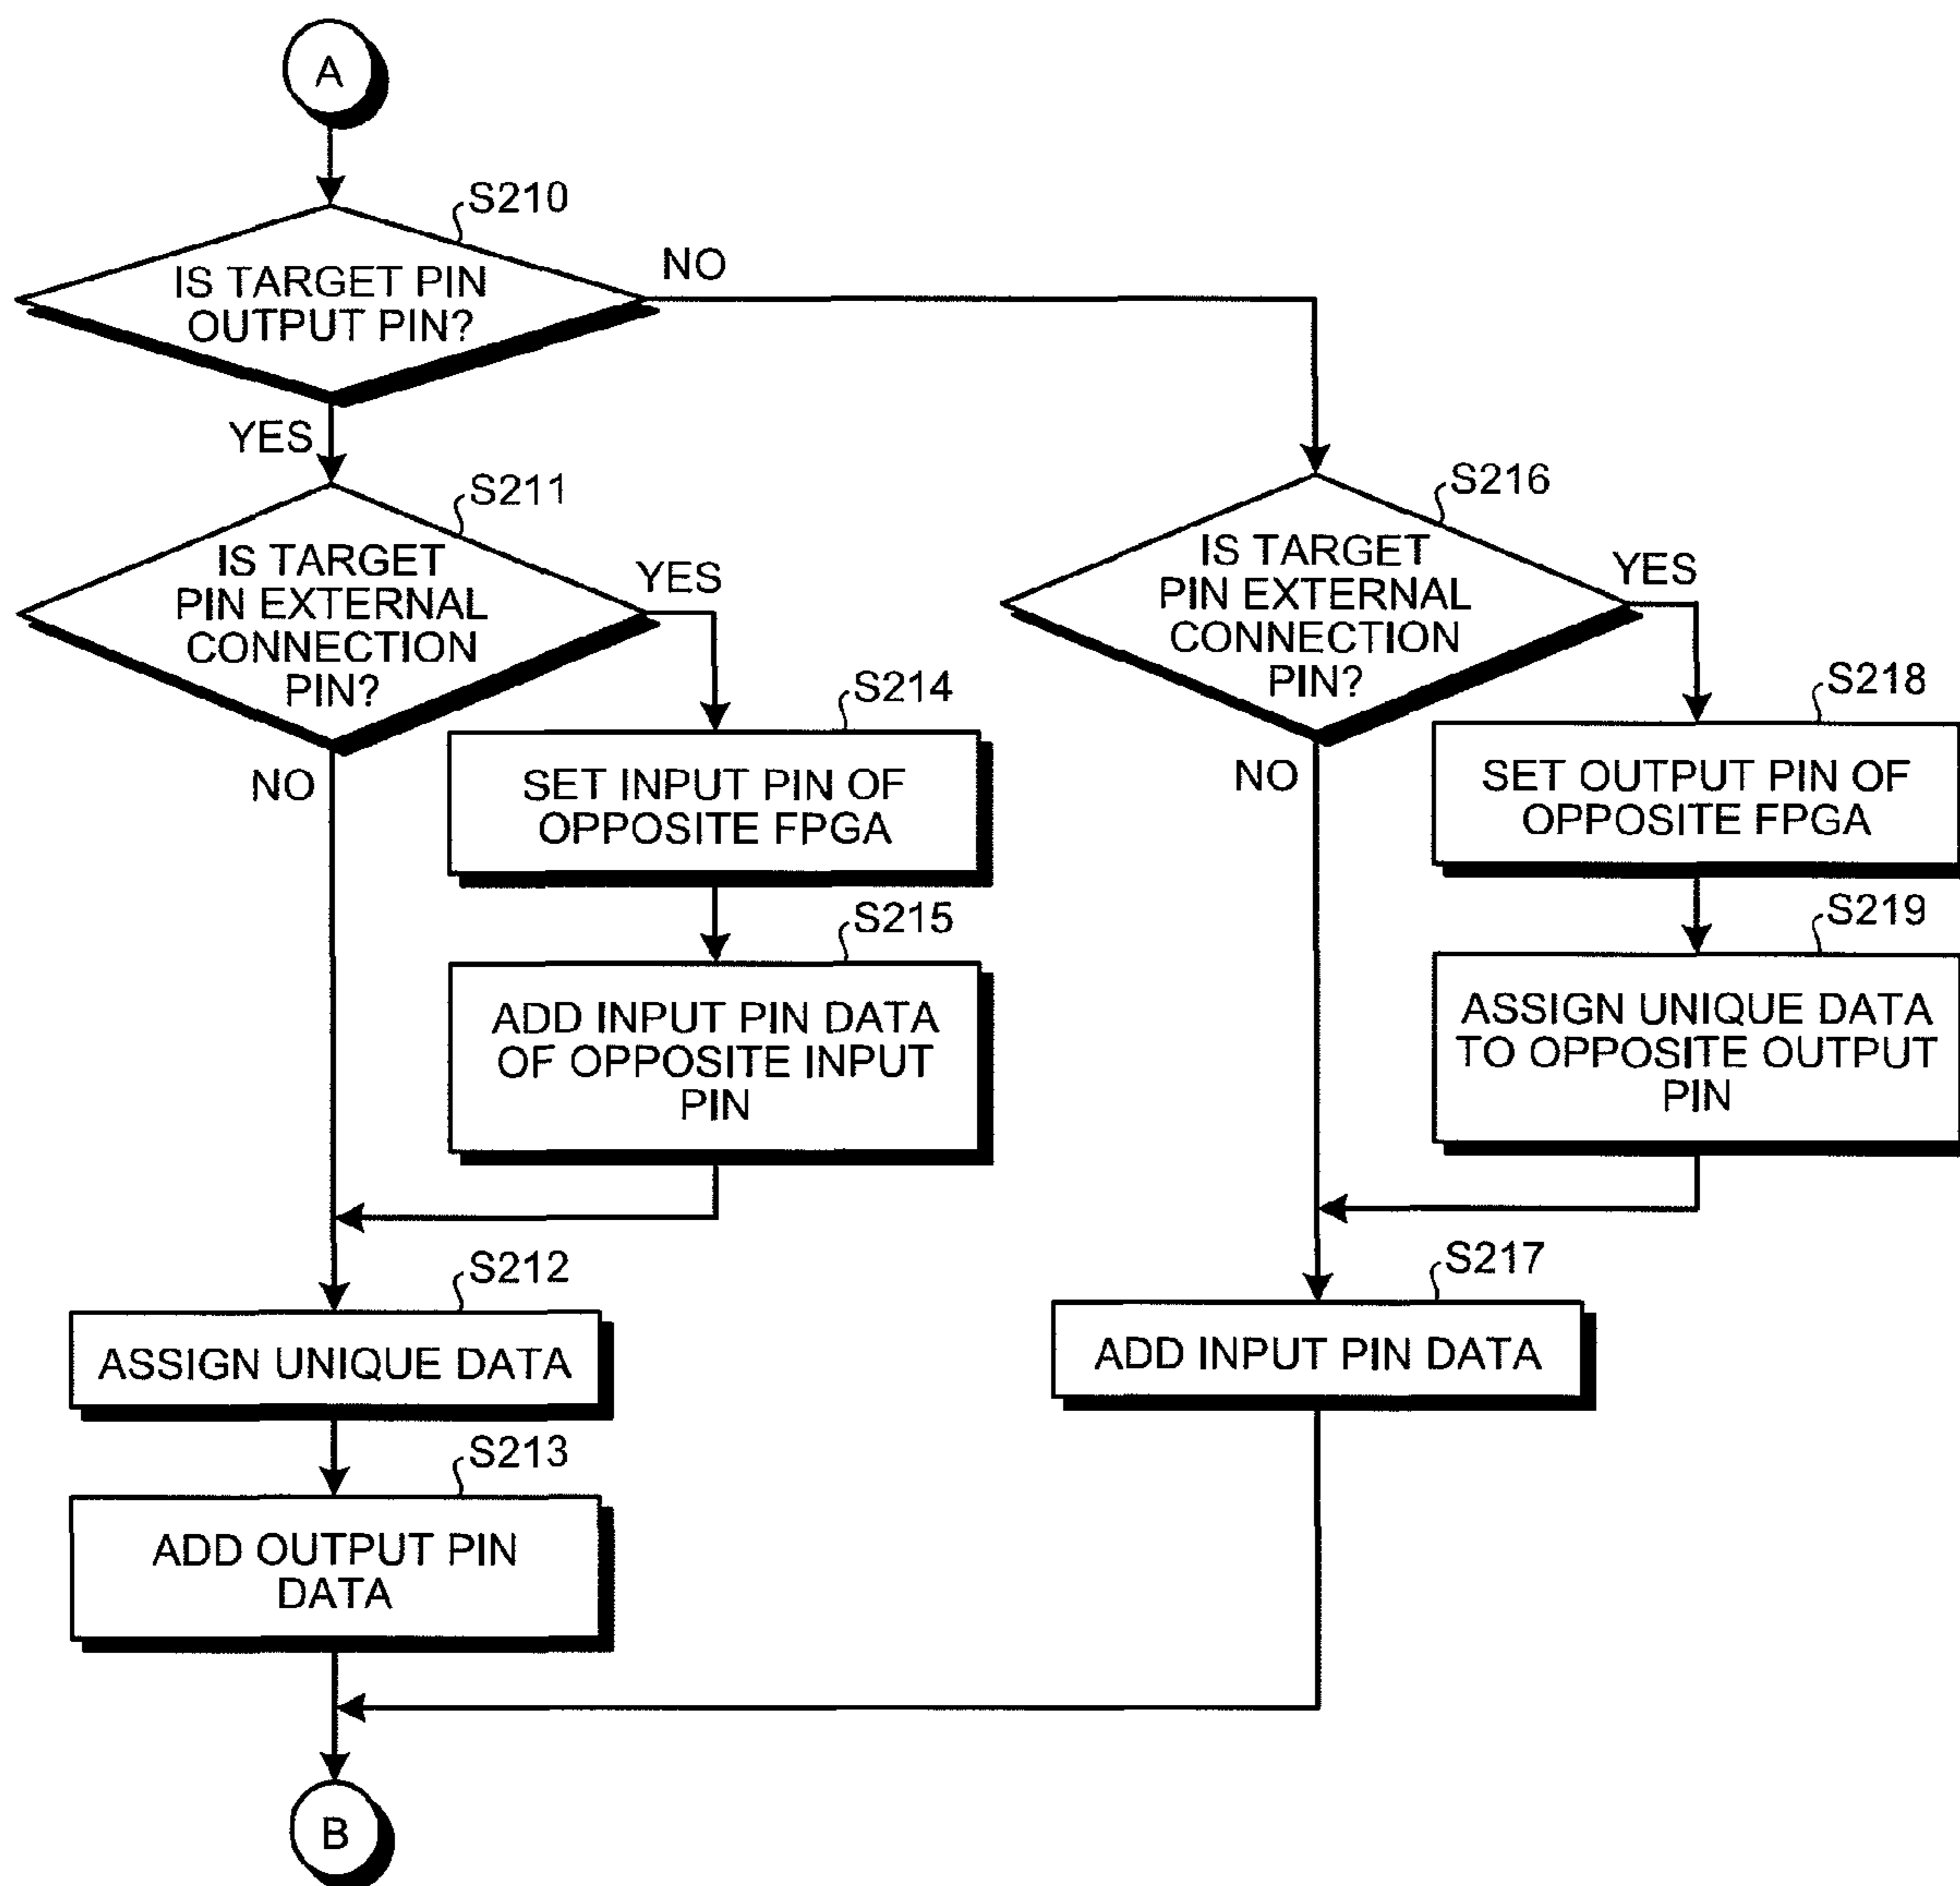 A
S210
IS TARGET PIN
OUTPUT PIN?
NO
YES
S211
IS TARGET
PIN EXTERNAL
CONNECTION
PIN?
YES
NO
S214
SET INPUT PIN OF
OPPOSITE FPGA
S215
ADD INPUT PIN DATA
OF OPPOSITE INPUT
PIN
S212
ASSIGN UNIQUE DATA
S213
ADD OUTPUT PIN
DATA
S216
IS TARGET
PIN EXTERNAL
CONNECTION
PIN?
YES
NO
S218
SET OUTPUT PIN OF
OPPOSITE FPGA
S219
ASSIGN UNIQUE DATA
TO OPPOSITE OUTPUT
PIN
S217
ADD INPUT PIN DATA
B